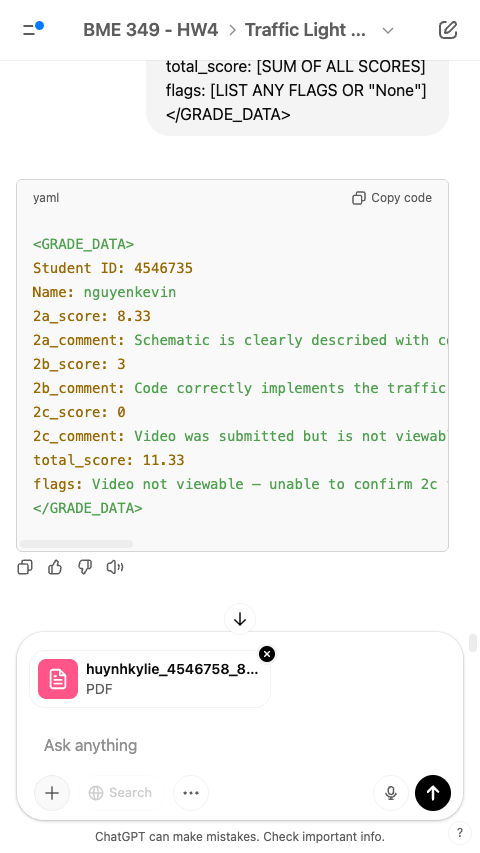 BME 349 - HW4 > Traffic Light ...
total_score: [SUM OF ALL SCORES]
flags: [LIST ANY FLAGS OR "None"]
</GRADE_DATA>
yaml
Copy code
<GRADE_DATA>
Student ID: 4546735
Name: nguyenkevin
2a_score: 8.33
2a_comment: Schematic is clearly described with
2b_score: 3
2b_comment: Code correctly implements the traffic
2c_score: 0
2c_comment: Video was submitted but is not
total_score: 11.33
flags: Video not viewable — unable to confirm 2c
</GRADE_DATA>
huynhkylie_4546758_8...
PDF
Ask anything
Search
ChatGPT can make mistakes. Check important info.
?